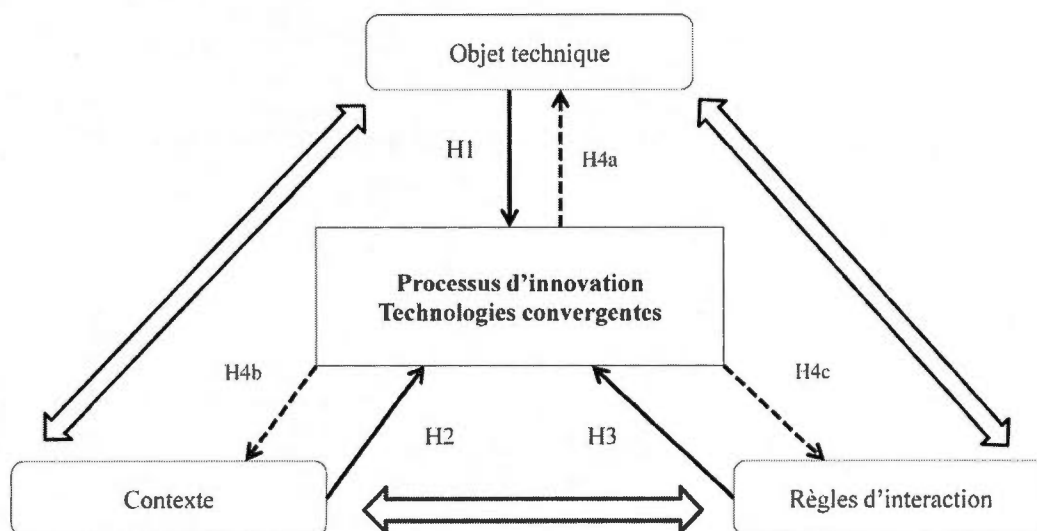 Objet technique
H1
H4a
Processus d'innovation
Technologies convergentes
H4b
H4c
H2
H3
Contexte
Règles d'interaction